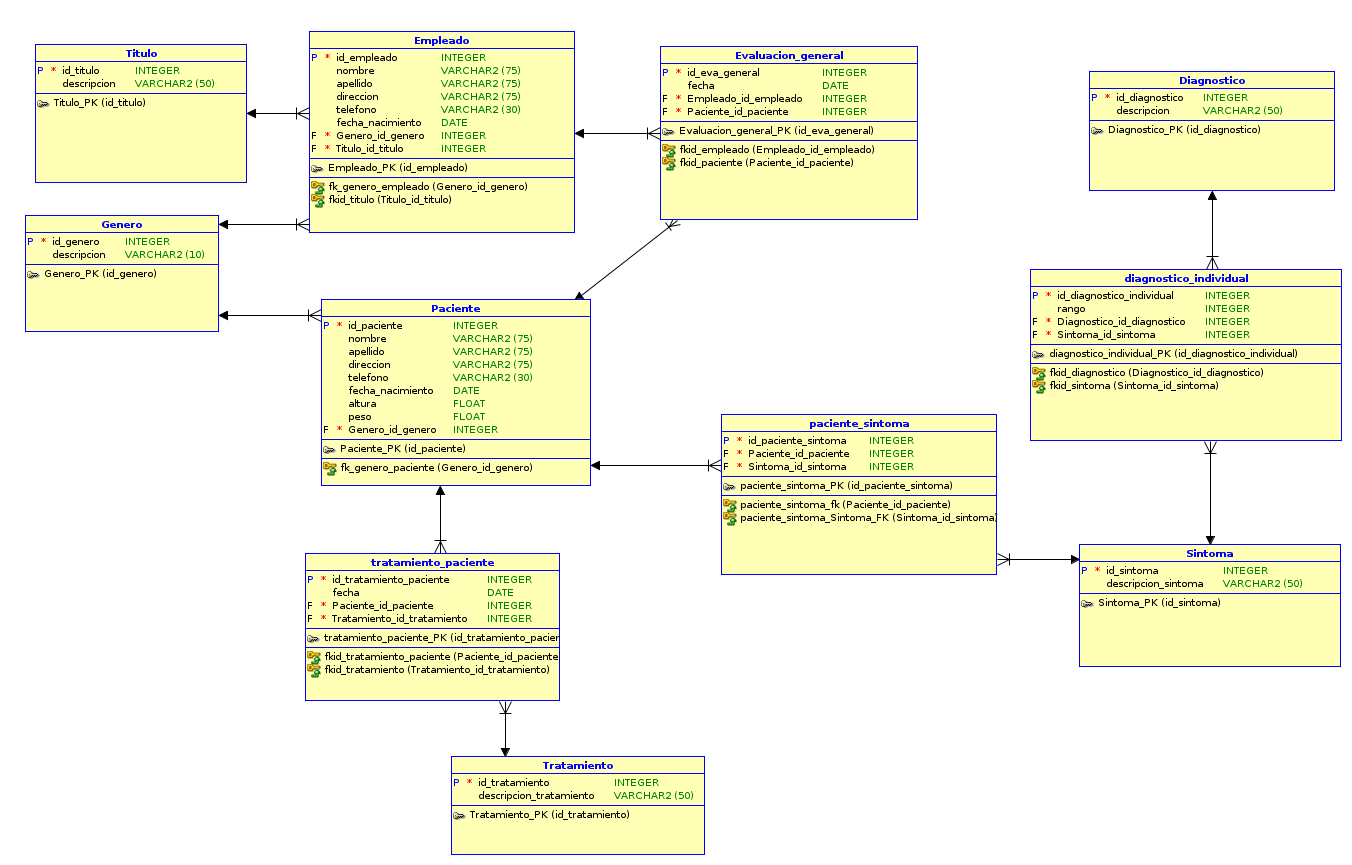 Titulo
P * id_titulo INTEGER
descripcion VARCHAR2 (50)
Titulo_PK (id_titulo)
Empleado
P * id_empleado INTEGER
nombre VARCHAR2 (75)
apellido VARCHAR2 (75)
direccion VARCHAR2 (75)
telefono VARCHAR2 (30)
fecha_nacimiento DATE
F * Genero_id_genero INTEGER
F * Titulo_id_titulo INTEGER
Empleado_PK (id_empleado)
fk_genero_empleado (Genero_id_genero)
fkid_titulo (Titulo_id_titulo)
Evaluacion_general
P * id_eva_general INTEGER
fecha DATE
F * Empleado_id_empleado INTEGER
F * Paciente_id_paciente INTEGER
Evaluacion_general_PK (id_eva_general)
fkid_empleado (Empleado_id_empleado)
fkid_paciente (Paciente_id_paciente)
Diagnostico
P * id_diagnostico INTEGER
descripcion VARCHAR2 (50)
Diagnostico_PK (id_diagnostico)
Genero
P * id_genero INTEGER
descripcion VARCHAR2 (10)
Genero_PK (id_genero)
Paciente
P * id_paciente INTEGER
nombre VARCHAR2 (75)
apellido VARCHAR2 (75)
direccion VARCHAR2 (75)
telefono VARCHAR2 (30)
fecha_nacimiento DATE
altura FLOAT
peso FLOAT
F * Genero_id_genero INTEGER
Paciente_PK (id_paciente)
fk_genero_paciente (Genero_id_genero)
diagnostico_individual
P * id_diagnostico_individual INTEGER
rango INTEGER
F * Diagnostico_id_diagnostico INTEGER
F * Sintoma_id_sintoma INTEGER
diagnostico_individual_PK (id_diagnostico_individual)
fkid_diagnostico (Diagnostico_id_diagnostico)
fkid_sintoma (Sintoma_id_sintoma)
paciente_sintoma
P * id_paciente_sintoma INTEGER
F * Paciente_id_paciente INTEGER
F * Sintoma_id_sintoma INTEGER
paciente_sintoma_PK (id_paciente_sintoma)
paciente_sintoma_fk (Paciente_id_paciente)
paciente_sintoma_Sintoma_FK (Sintoma_id_sintoma)
tratamiento_paciente
P * id_tratamiento_paciente INTEGER
fecha DATE
F * Paciente_id_paciente INTEGER
F * Tratamiento_id_tratamiento INTEGER
tratamiento_paciente_PK (id_tratamiento_pacien
fkid_tratamiento_paciente (Paciente_id_paciente
fkid_tratamiento (Tratamiento_id_tratamiento)
Sintoma
P * id_sintoma INTEGER
descripcion_sintoma VARCHAR2 (50)
Sintoma_PK (id_sintoma)
Tratamiento
P * id_tratamiento INTEGER
descripcion_tratamiento VARCHAR2 (50)
Tratamiento_PK (id_tratamiento)